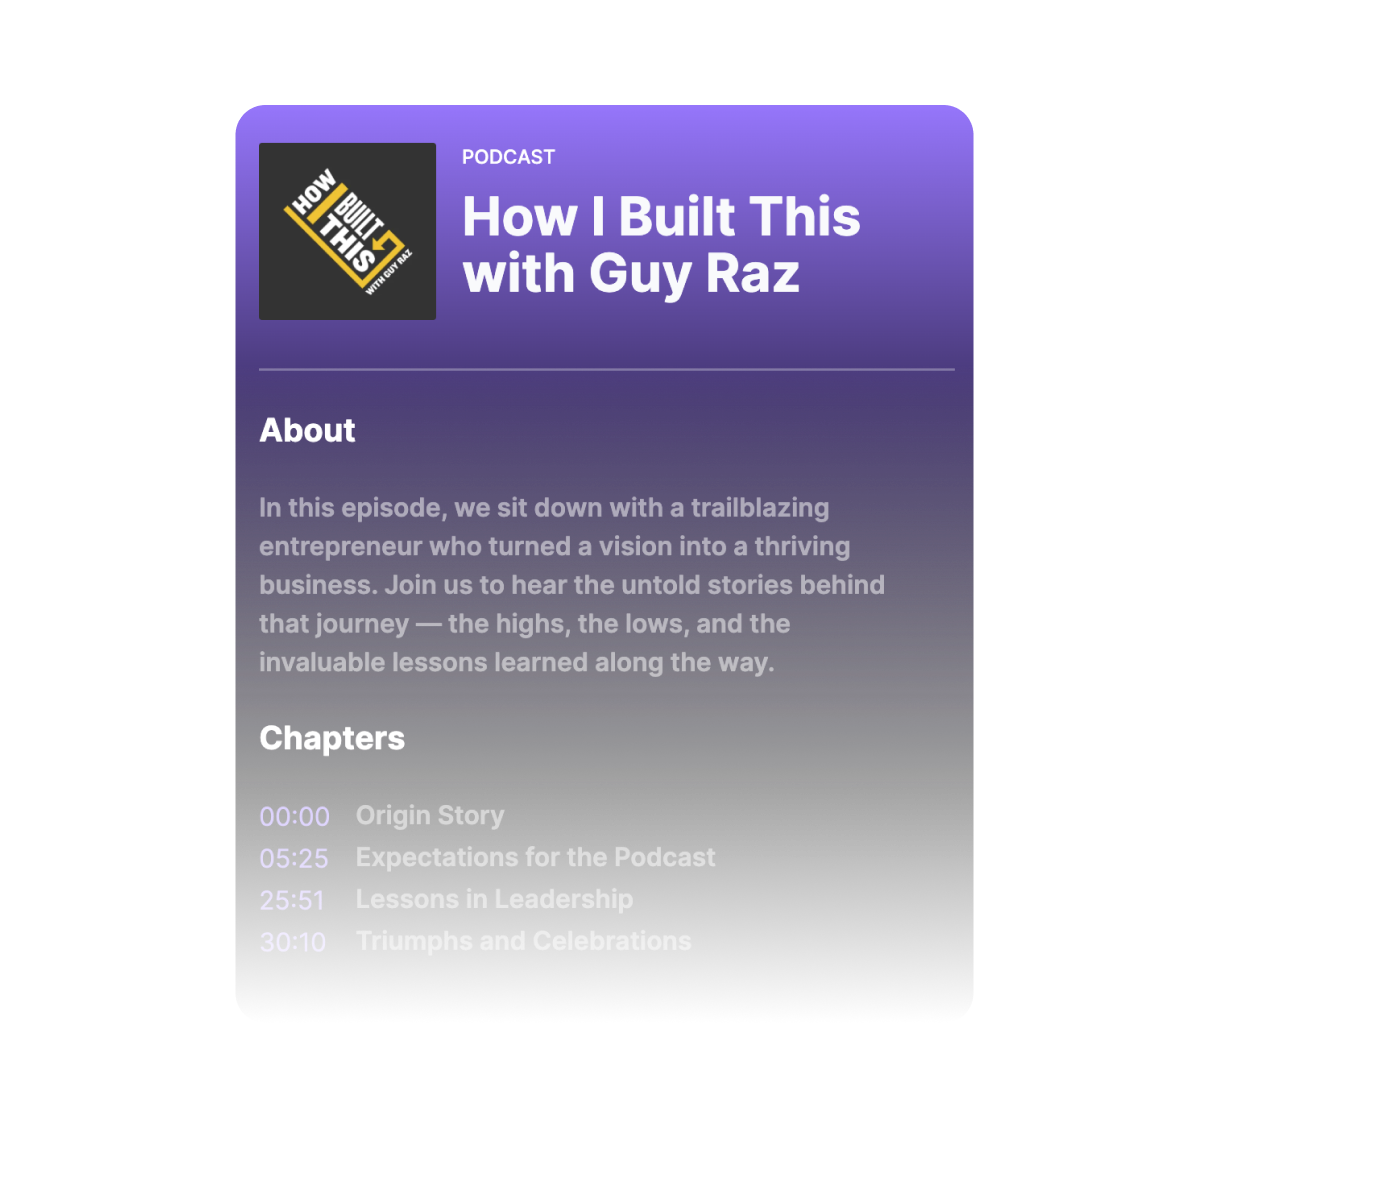 HOW
I BUILT
THIS
WITH GUY RAZ
PODCAST
How I Built This
with Guy Raz
About
In this episode, we sit down with a trailblazing
entrepreneur who turned a vision into a thriving
business. Join us to hear the untold stories behind
that journey — the highs, the lows, and the
invaluable lessons learned along the way.
Chapters
00:00 Origin Story
05:25 Expectations for the Podcast
25:51 Lessons in Leadership
30:10 Triumphs and Celebrations